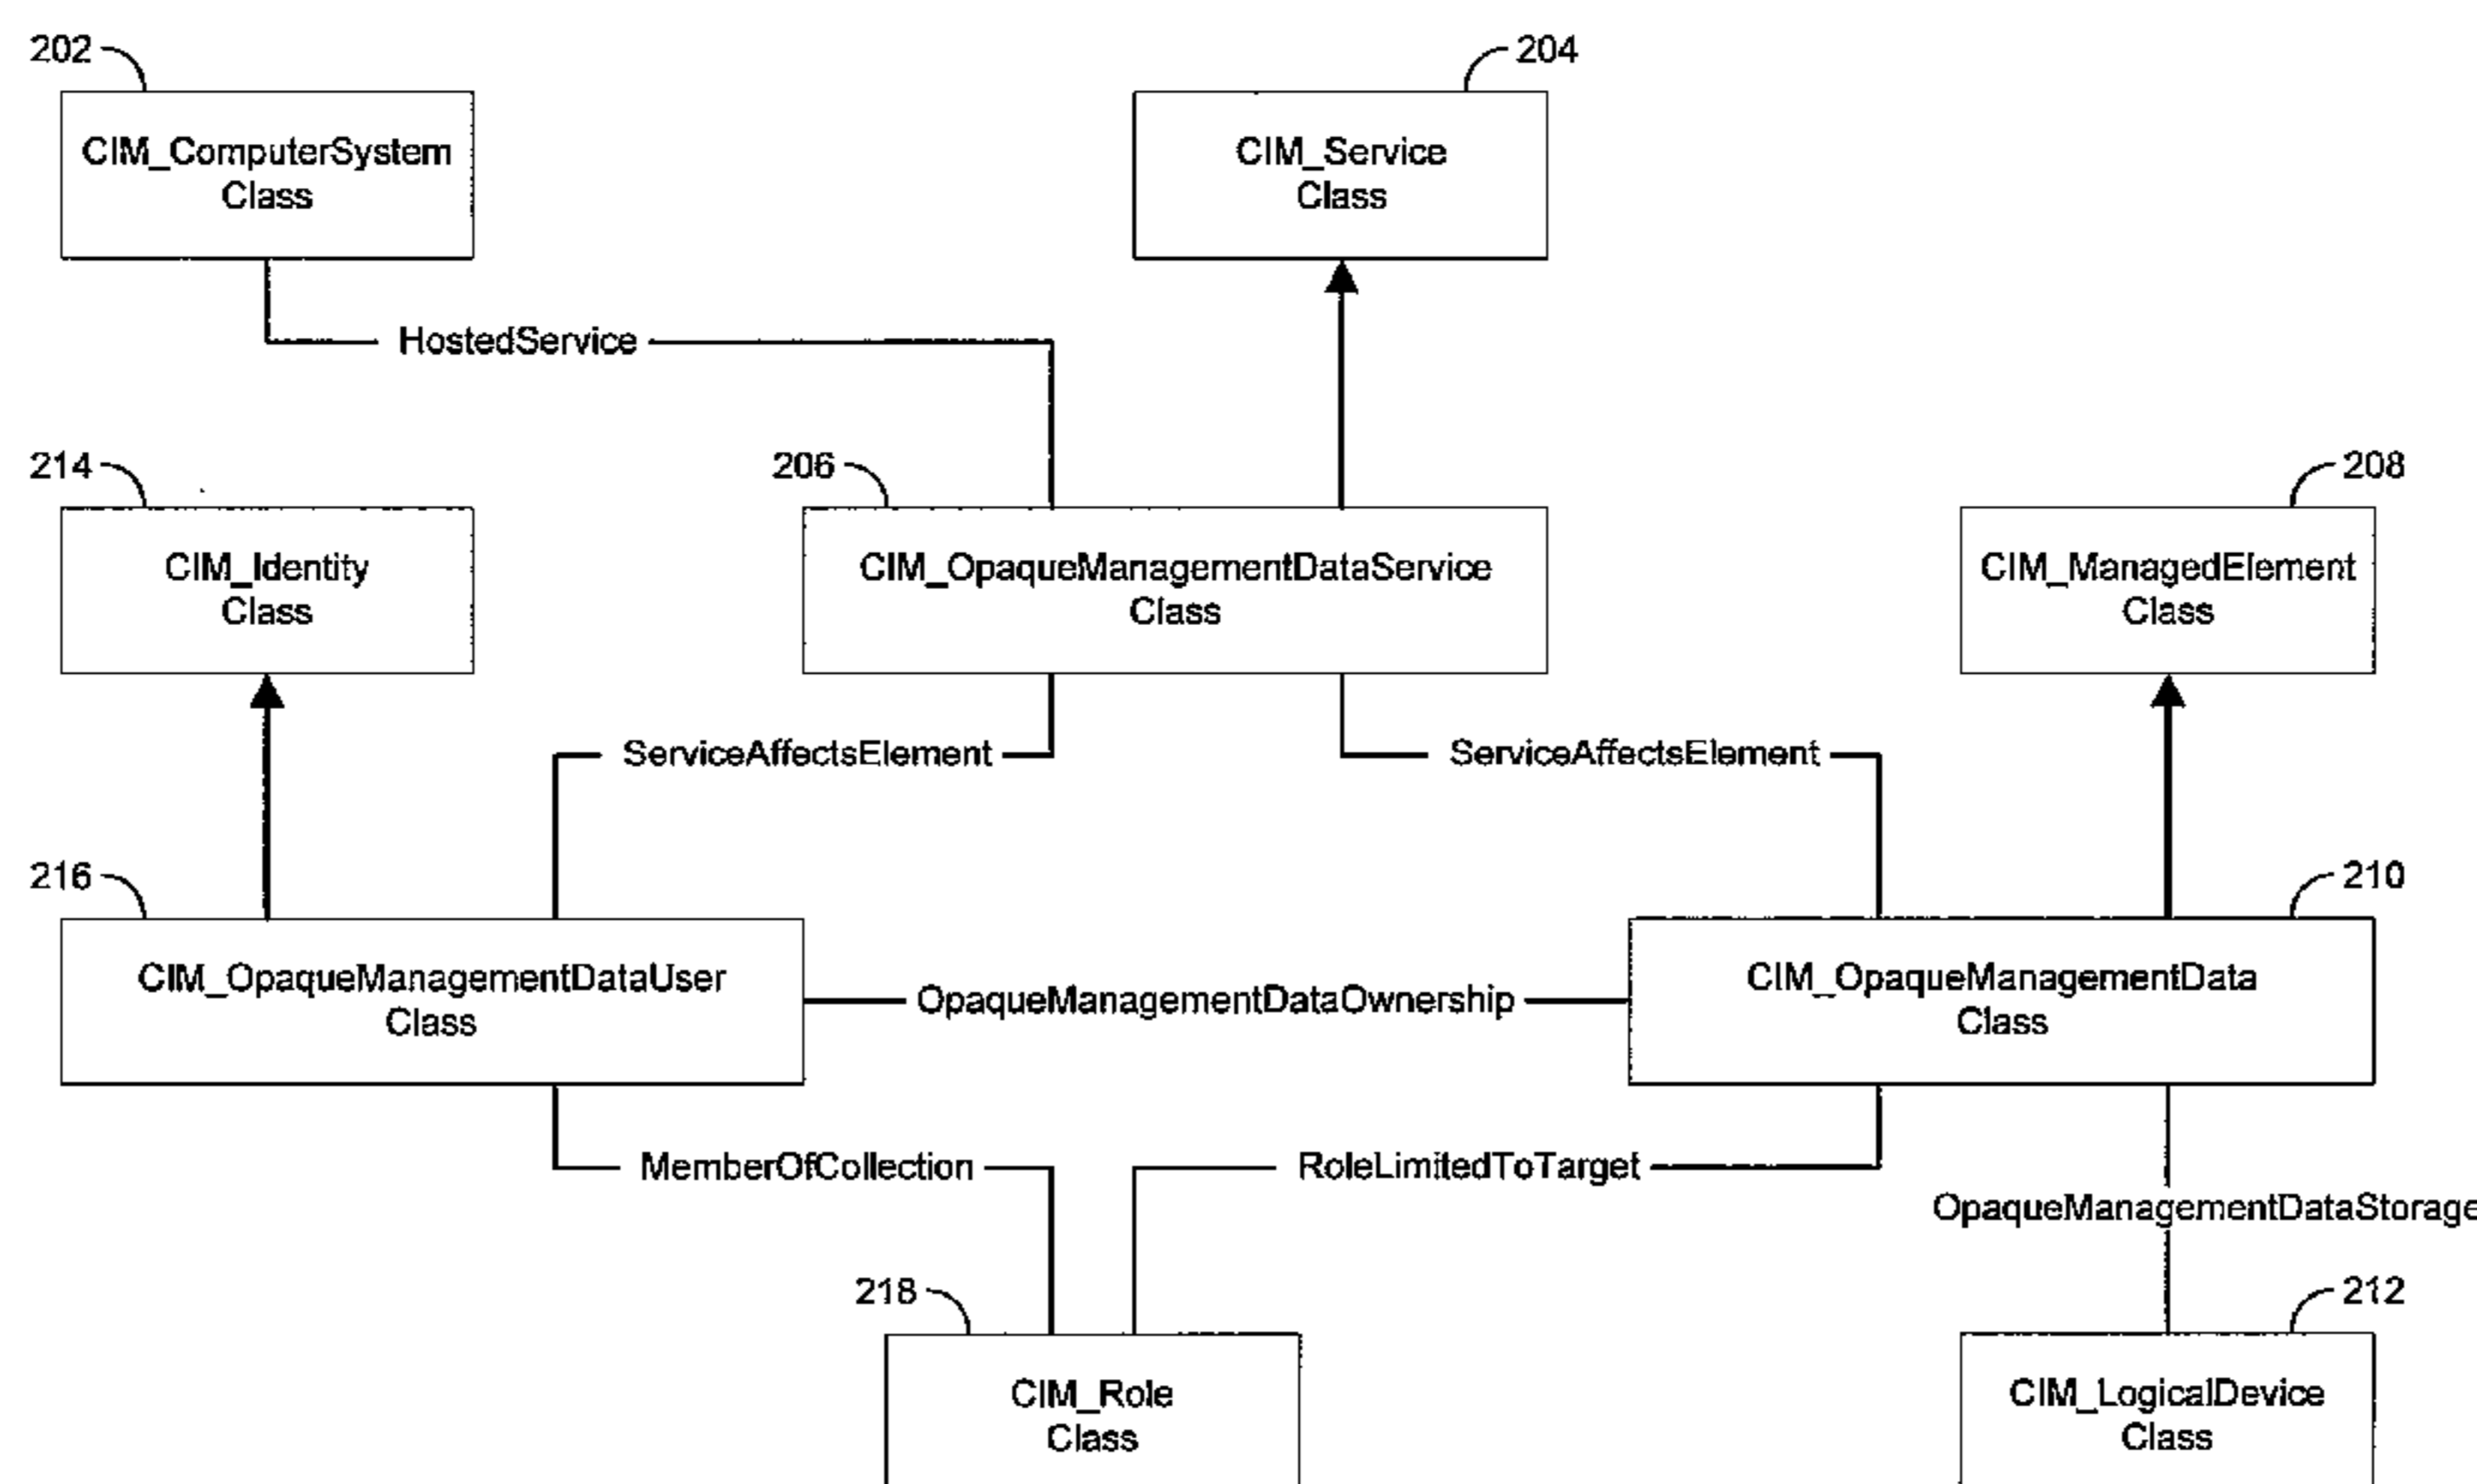 202
204
CIM_ComputerSystem
Class
CIM_Service
Class
HostedService
214
206
208
CIM_Identity
Class
CIM_OpaqueManagementDataService
Class
CIM_ManagedElement
Class
ServiceAffectsElement
ServiceAffectsElement
216
210
CIM_OpaqueManagementDataUser
Class
OpaqueManagementDataOwnership
CIM_OpaqueManagementData
Class
MemberOfCollection
RoleLimitedToTarget
OpaqueManagementDataStorage
218
212
CIM_Role
Class
CIM_LogicalDevice
Class